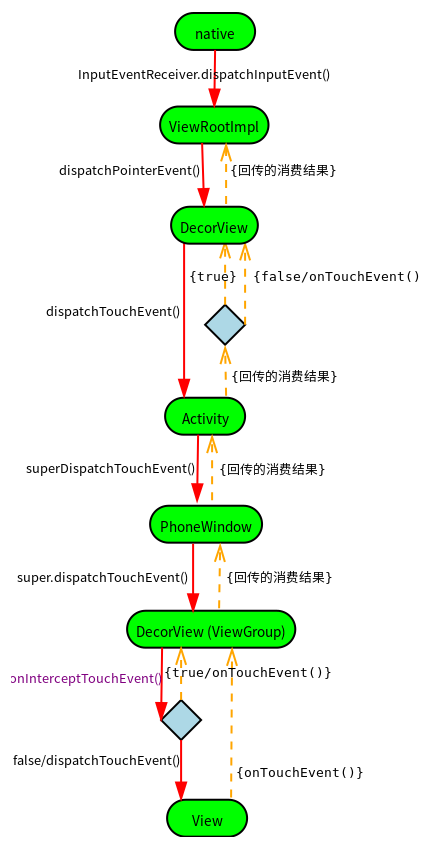 native
InputEventReceiver.dispatchInputEvent()
ViewRootImpl
dispatchPointerEvent()
{回传的消费结果}
DecorView
{true}
{false/onTouchEvent()
dispatchTouchEvent()
{回传的消费结果}
Activity
superDispatchTouchEvent()
{回传的消费结果}
PhoneWindow
super.dispatchTouchEvent()
{回传的消费结果}
DecorView (ViewGroup)
onInterceptTouchEvent()
{true/onTouchEvent()}
false/dispatchTouchEvent()
{onTouchEvent()}
View